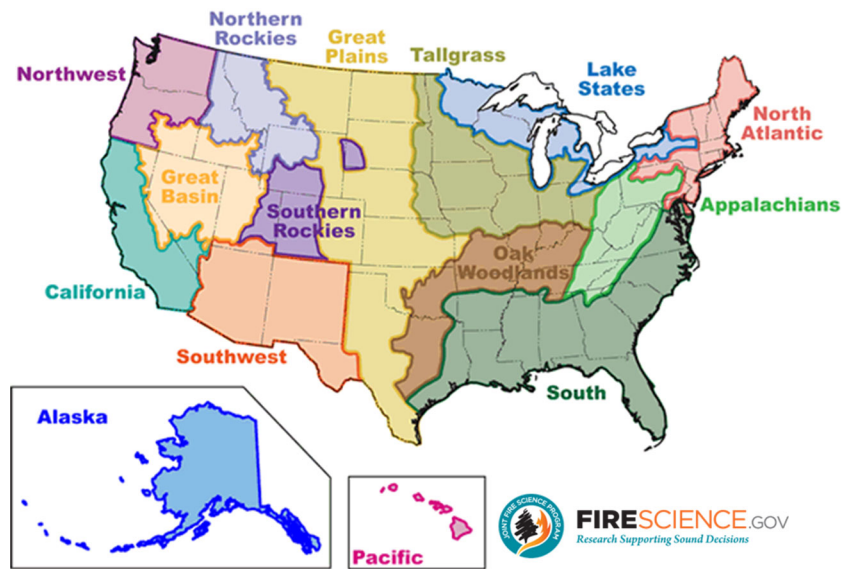 Northern
Rockies
Great
Plains
Tallgrass
Northwest
Lake
States
North
Atlantic
Great
Basin
Southern
Rockies
Appalachians
Oak
Woodlands
California
Southwest
South
Alaska
Pacific
JOINT FIRE SCIENCE PROGRAM
FIRESCIENCE.GOV
Research Supporting Sound Decisions